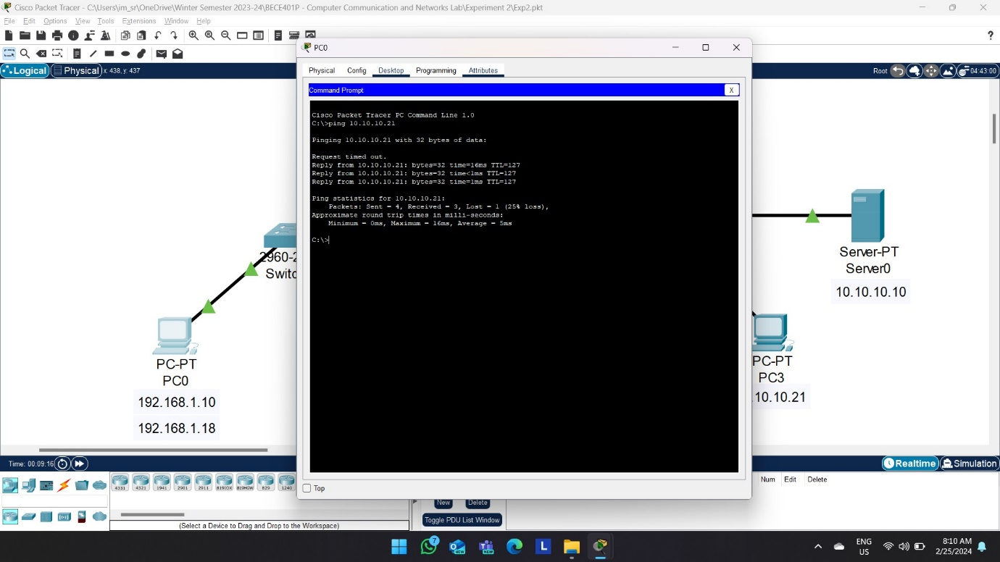 Cisco Packet Tracer - C:\Users\im_sr\OneDrive\Winter Semester 2023-24\BECE401P - Computer Communication and Networks Lab\Experiment 2\Exp2.pkt
File Edit Options View Tools Extensions Window Help
?
Logical Physical x: 438, y: 437
Root 04:43:00
PC0
Physical Config Desktop Programming Attributes
Command Prompt X
Cisco Packet Tracer PC Command Line 1.0
C:\>ping 10.10.10.21
Pinging 10.10.10.21 with 32 bytes of data:
Request timed out.
Reply from 10.10.10.21: bytes=32 time=16ms TTL=127
Reply from 10.10.10.21: bytes=32 time<1ms TTL=127
Reply from 10.10.10.21: bytes=32 time=1ms TTL=127
Ping statistics for 10.10.10.21:
Packets: Sent = 4, Received = 3, Lost = 1 (25% loss),
Approximate round trip times in milli-seconds:
Minimum = 0ms, Maximum = 16ms, Average = 5ms
C:\>
Top
2960-2
Switc
PC-PT
PC0
192.168.1.10
192.168.1.18
Server-PT
Server0
10.10.10.10
PC-PT
PC3
.10.10.21
Time: 00:09:16
Realtime Simulation
4331 4321 1941 2901 2911 819IOX 819HGW 829 1240
(Select a Device to Drag and Drop to the Workspace)
New Delete
Toggle PDU List Window
Num Edit Delete
7
NEW
NEW
L
ENG
US
8:10 AM
2/25/2024